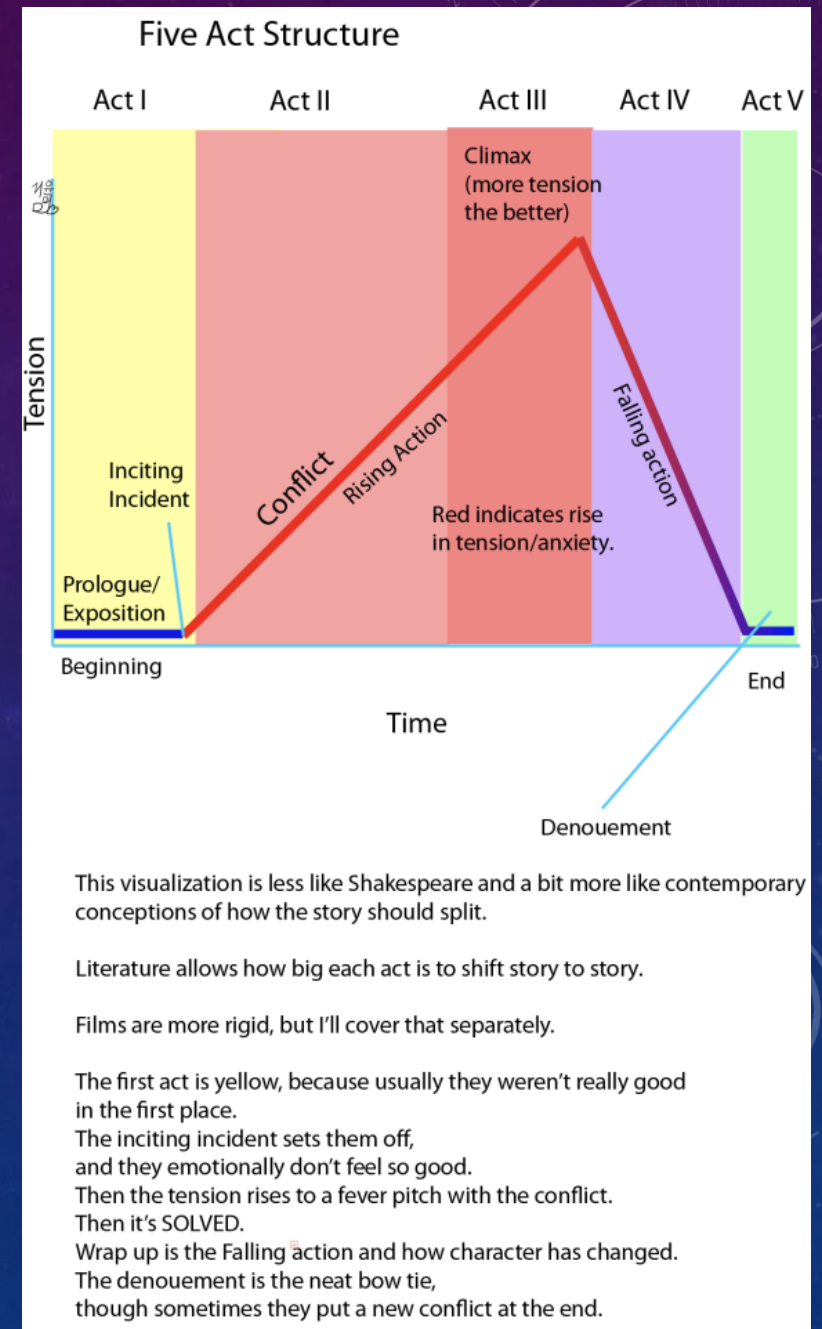 Five Act Structure
Act I
Act II
Act III
Act IV
Act V
Climax
(more tension
the better)
Tension
Inciting
Incident
Conflict
Rising Action
Falling action
Red indicates rise
in tension/anxiety.
Prologue/
Exposition
Beginning
End
Time
Denouement
This visualization is less like Shakespeare and a bit more like contemporary
conceptions of how the story should split.
Literature allows how big each act is to shift story to story.
Films are more rigid, but I'll cover that separately.
The first act is yellow, because usually they weren't really good
in the first place.
The inciting incident sets them off,
and they emotionally don't feel so good.
Then the tension rises to a fever pitch with the conflict.
Then it's SOLVED.
Wrap up is the Falling action and how character has changed.
The denouement is the neat bow tie,
though sometimes they put a new conflict at the end.